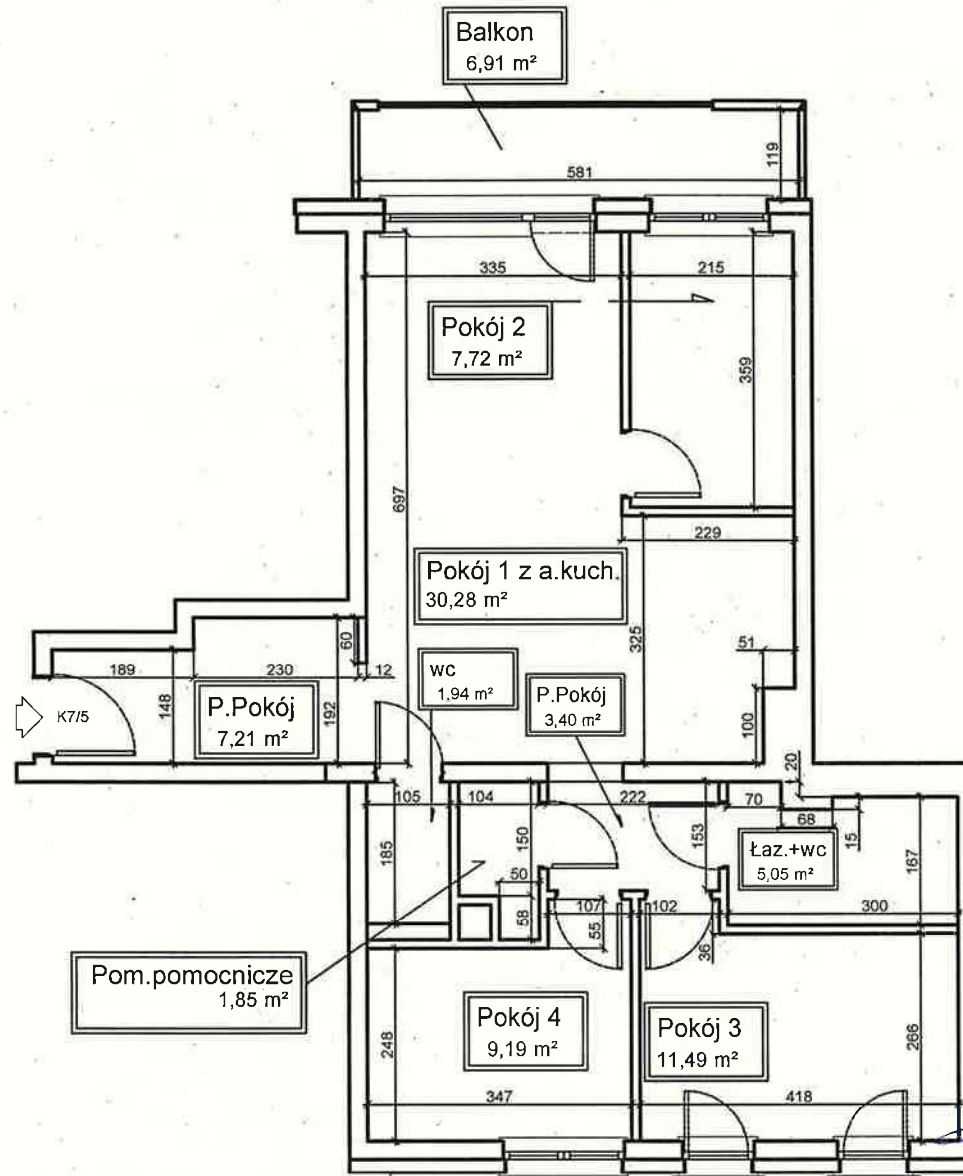 Balkon
6,91 m²
119
581
335
215
Pokój 2
7,72 m²
359
697
229
Pokój 1 z a.kuch.
30,28 m²
325
51
60
189
230
12
wc
1,94 m²
P.Pokój
3,40 m²
148
192
P.Pokój
7,21 m²
K7/5
100
20
105
104
222
70
68
15
150
153
185
Łaz.+wc
5,05 m²
167
50
58
107
102
300
55
36
Pom.pomocnicze
1,85 m²
248
Pokój 4
9,19 m²
Pokój 3
11,49 m²
266
347
418